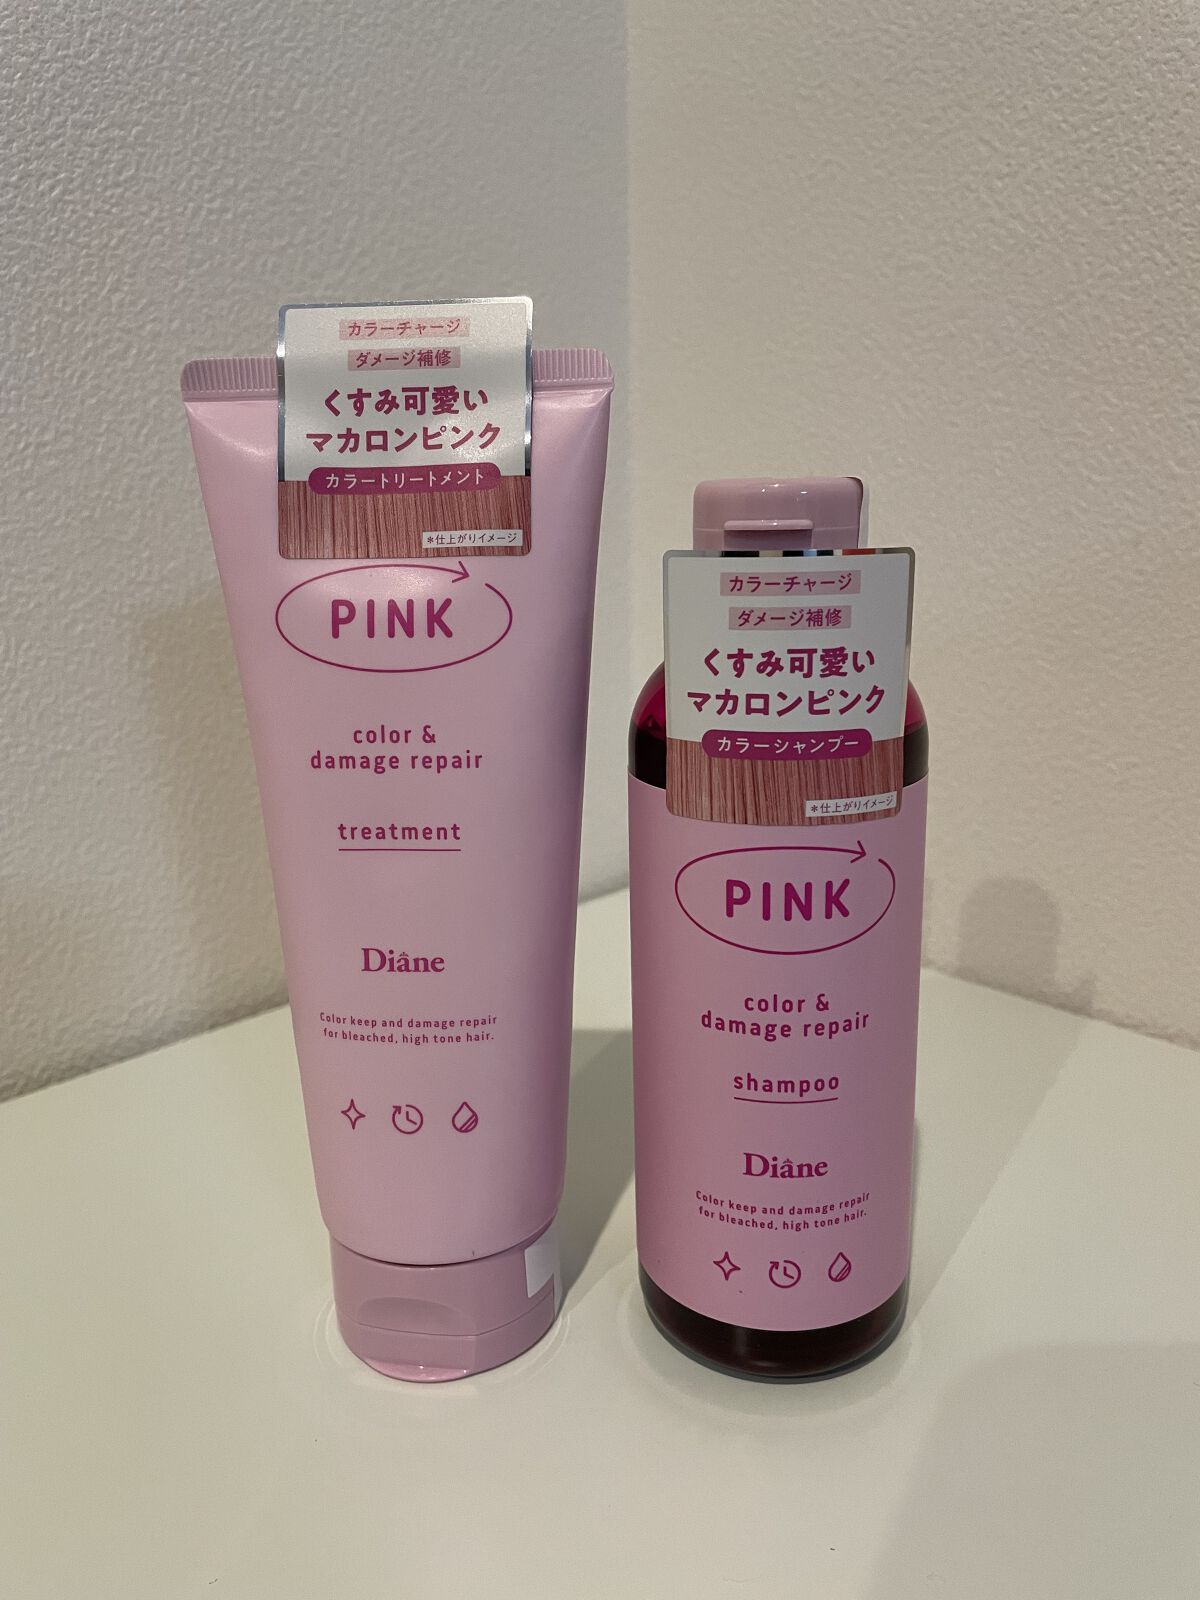 カラーチャージ
ダメージ補修
くすみ可愛い
マカロンピンク
カラートリートメント
*仕上がりイメージ
PINK
color &
damage repair
treatment
Diane
Color keep and damage repair
for bleached, high tone hair.
カラーチャージ
ダメージ補修
くすみ可愛い
マカロンピンク
カラーシャンプー
*仕上がりイメージ
PINK
color &
damage repair
shampoo
Diane
Color keep and damage repair
for bleached, high tone hair.